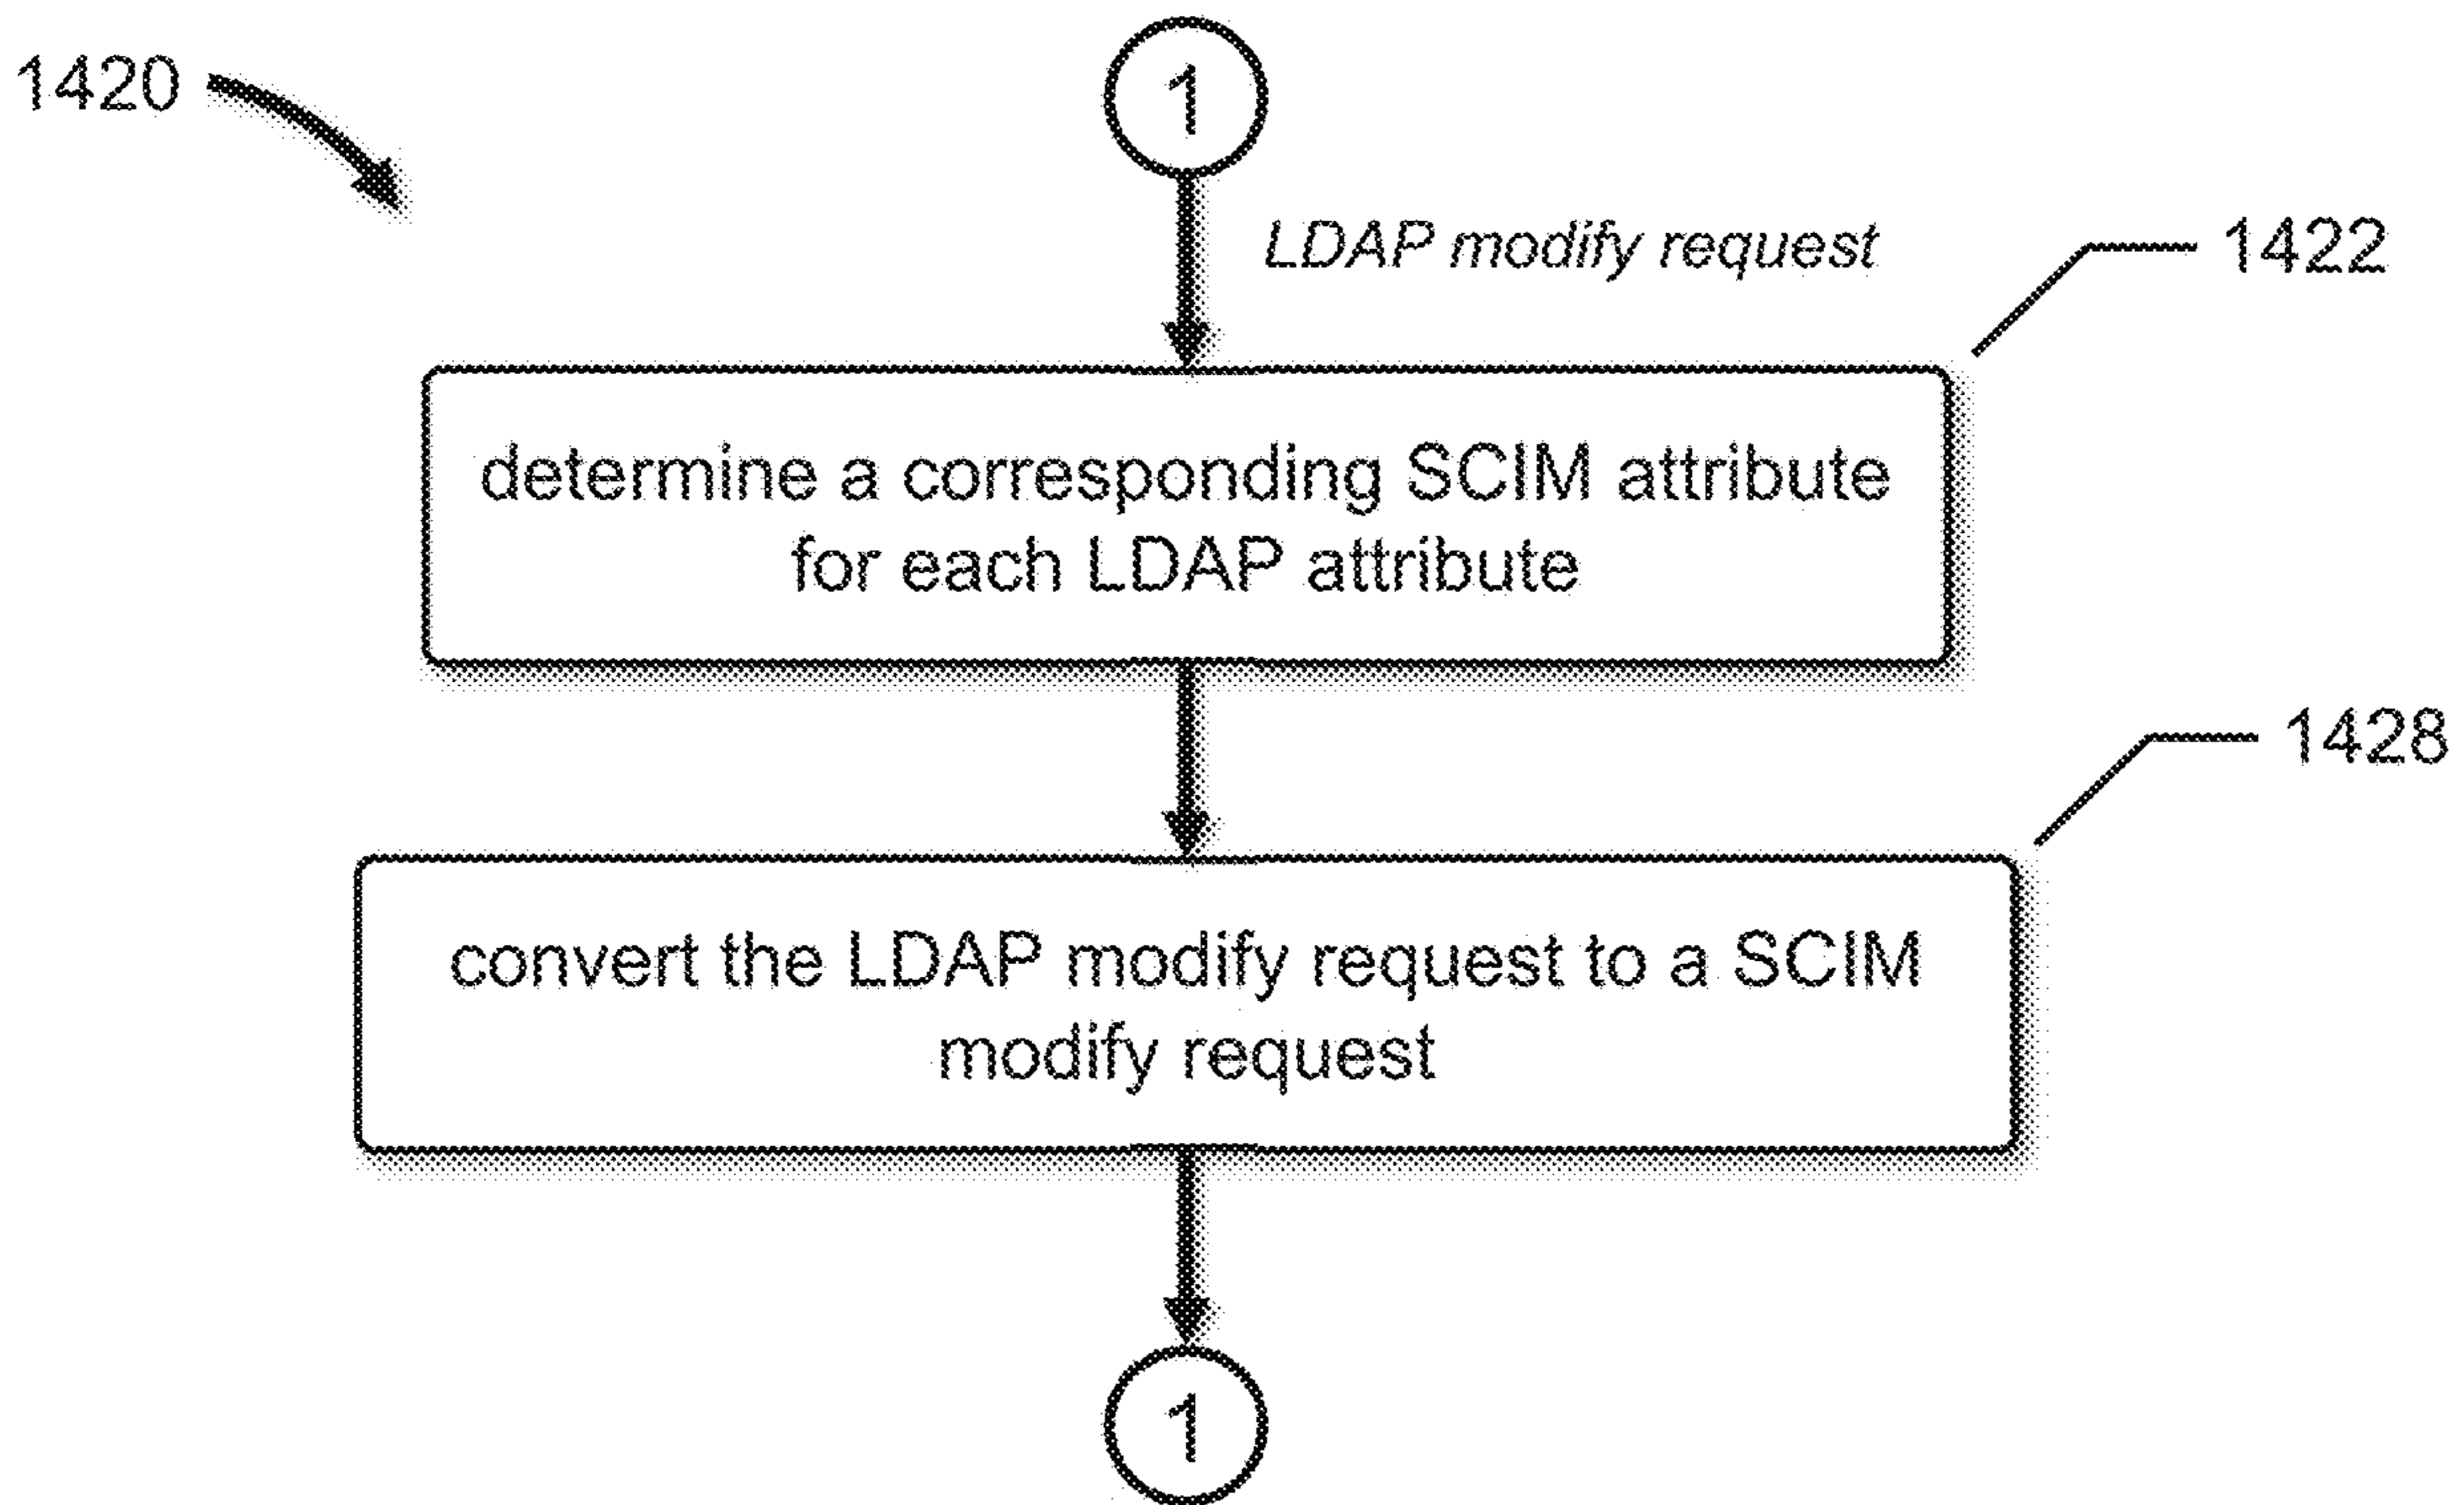 1420
1
LDAP modify request
1422
determine a corresponding SCIM attribute
for each LDAP attribute
1428
convert the LDAP modify request to a SCIM
modify request
1